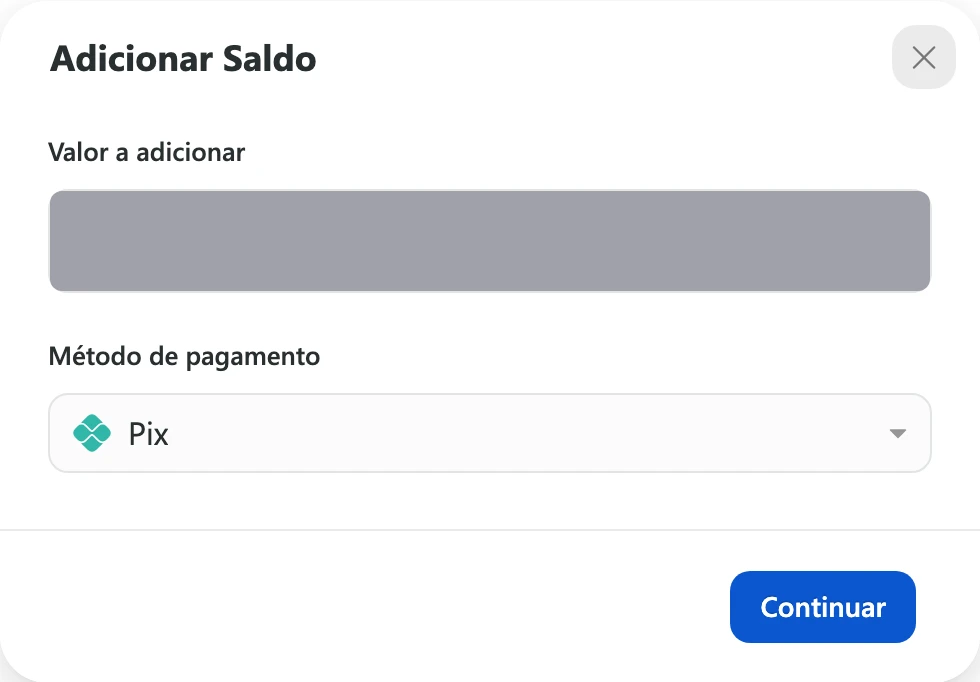 Adicionar Saldo
Valor a adicionar
Método de pagamento
Pix
Continuar